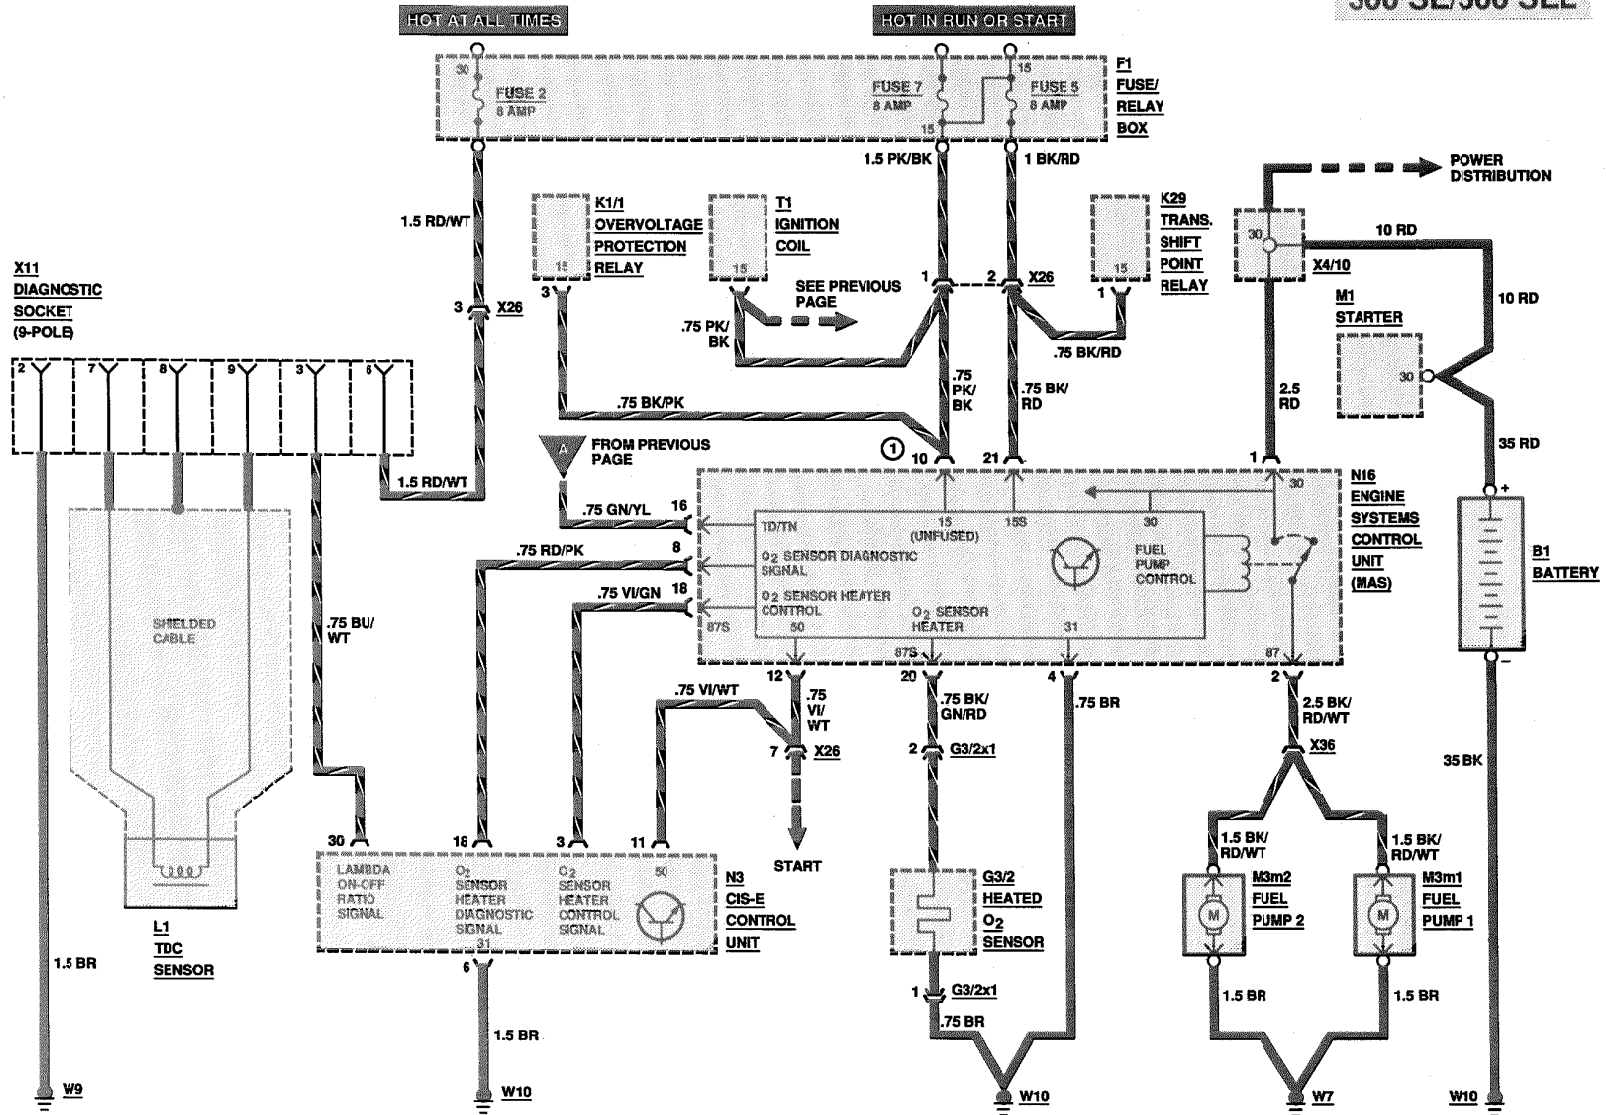 300 SE/300 SEL
HOT AT ALL TIMES
HOT IN RUN OR START
30
FUSE 2
8 AMP
FUSE 7
8 AMP
15
15
FUSE 5
8 AMP
F1
FUSE/
RELAY
BOX
1.5 PK/BK
1 BK/RD
POWER
DISTRIBUTION
1.5 RD/WT
K1/1
OVERVOLTAGE
PROTECTION
RELAY
15
3
T1
IGNITION
COIL
15
SEE PREVIOUS
PAGE
.75 PK/
BK
1
2
X26
K29
TRANS.
SHIFT
POINT
RELAY
15
1
.75 BK/RD
30
X4/10
10 RD
10 RD
M1
STARTER
30
35 RD
2.5
RD
X11
DIAGNOSTIC
SOCKET
(9-POLE)
3
X26
2
7
8
9
3
6
.75 BK/PK
.75
PK/
BK
.75 BK/
RD
A
FROM PREVIOUS
PAGE
1
10
21
1
1.5 RD/WT
.75 GN/YL
16
.75 RD/PK
8
.75 VI/GN
18
TD/TN
15
(UNFUSED)
15S
30
30
O2 SENSOR DIAGNOSTIC
SIGNAL
FUEL
PUMP
CONTROL
O2 SENSOR HEATER
CONTROL
87S
50
O2 SENSOR
HEATER
87S
31
87
N16
ENGINE
SYSTEMS
CONTROL
UNIT
(MAS)
+
B1
BATTERY
−
SHIELDED
CABLE
.75 BU/
WT
12
20
4
2
.75 VI/WT
.75
VI/
WT
.75 BK/
GN/RD
.75 BR
2.5 BK/
RD/WT
7
X26
2
G3/2x1
X36
35 BK
START
1.5 BK/
RD/WT
1.5 BK/
RD/WT
30
18
3
11
LAMBDA
ON-OFF
RATIO
SIGNAL
O2
SENSOR
HEATER
DIAGNOSTIC
SIGNAL
31
O2
SENSOR
HEATER
CONTROL
SIGNAL
50
N3
CIS-E
CONTROL
UNIT
G3/2
HEATED
O2
SENSOR
M
M3m2
FUEL
PUMP 2
M
M3m1
FUEL
PUMP 1
L1
TDC
SENSOR
1.5 BR
6
1
G3/2x1
.75 BR
1.5 BR
1.5 BR
1.5 BR
W9
W10
W10
W7
W10